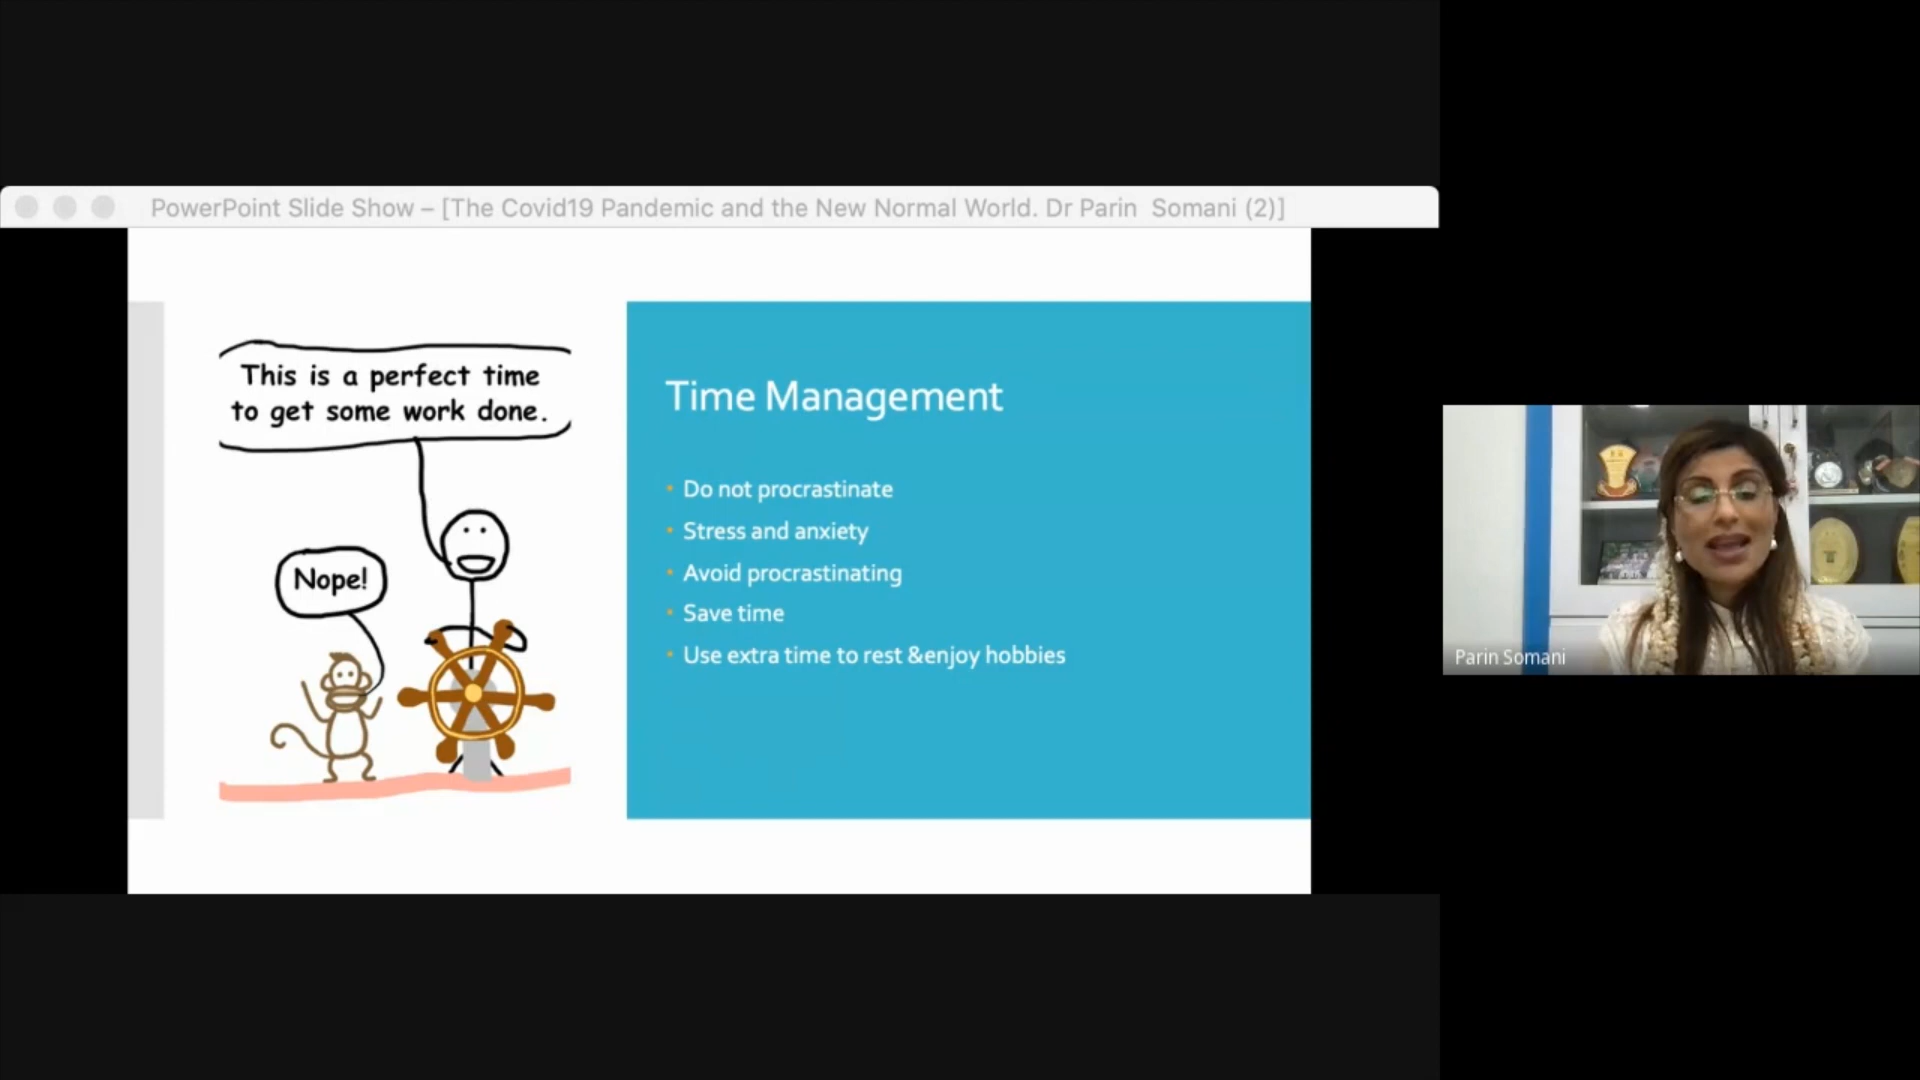 PowerPoint Slide Show – [The Covid19 Pandemic and the New Normal World. Dr Parin  Somani (2)]
This is a perfect time
to get some work done.
Nope!
Time Management
Do not procrastinate
Stress and anxiety
Avoid procrastinating
Save time
Use extra time to rest &enjoy hobbies
Parin Somani